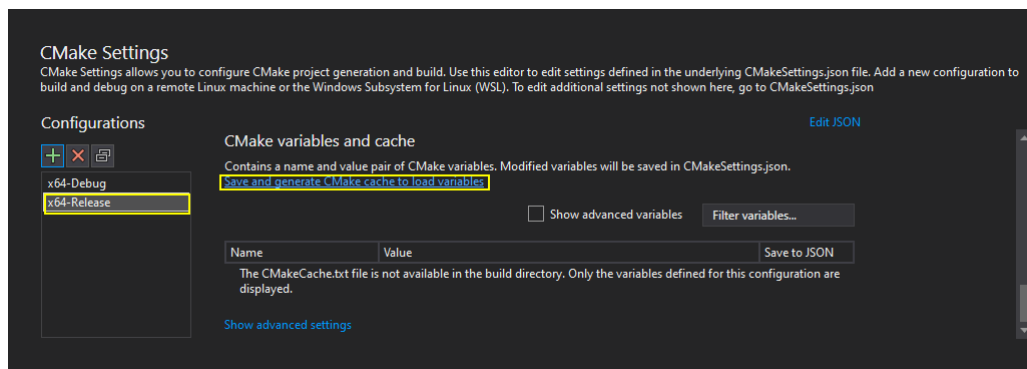 CMake Settings
CMake Settings allows you to configure CMake project generation and build. Use this editor to edit settings defined in the underlying CMakeSettings.json file. Add a new configuration to
build and debug on a remote Linux machine or the Windows Subsystem for Linux (WSL). To edit additional settings not shown here, go to CMakeSettings.json
Configurations
Edit JSON
CMake variables and cache
Contains a name and value pair of CMake variables. Modified variables will be saved in CMakeSettings.json.
Save and generate CMake cache to load variables
x64-Debug
x64-Release
Show advanced variables
Filter variables...
Name Value Save to JSON
The CMakeCache.txt file is not available in the build directory. Only the variables defined for this configuration are
displayed.
Show advanced settings